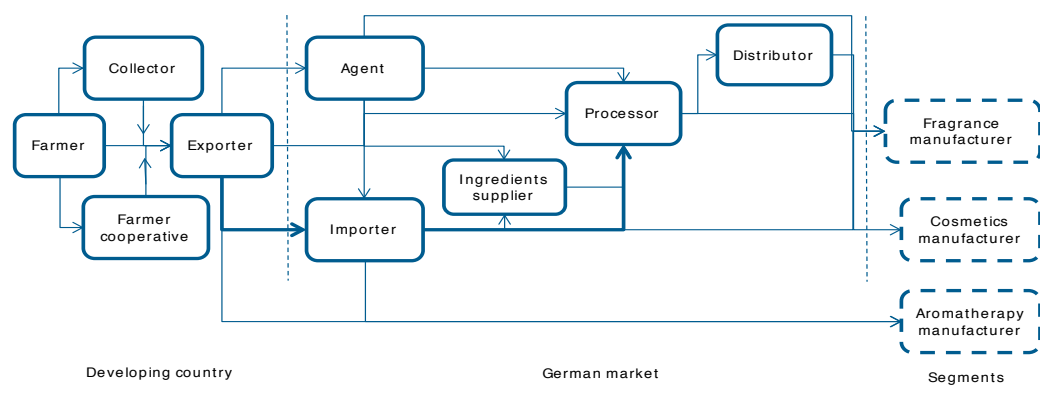 Collector
Farmer
Exporter
Farmer
cooperative
Agent
Importer
Ingredients
supplier
Processor
Distributor
Fragrance
manufacturer
Cosmetics
manufacturer
Aromatherapy
manufacturer
Developing country
German market
Segments